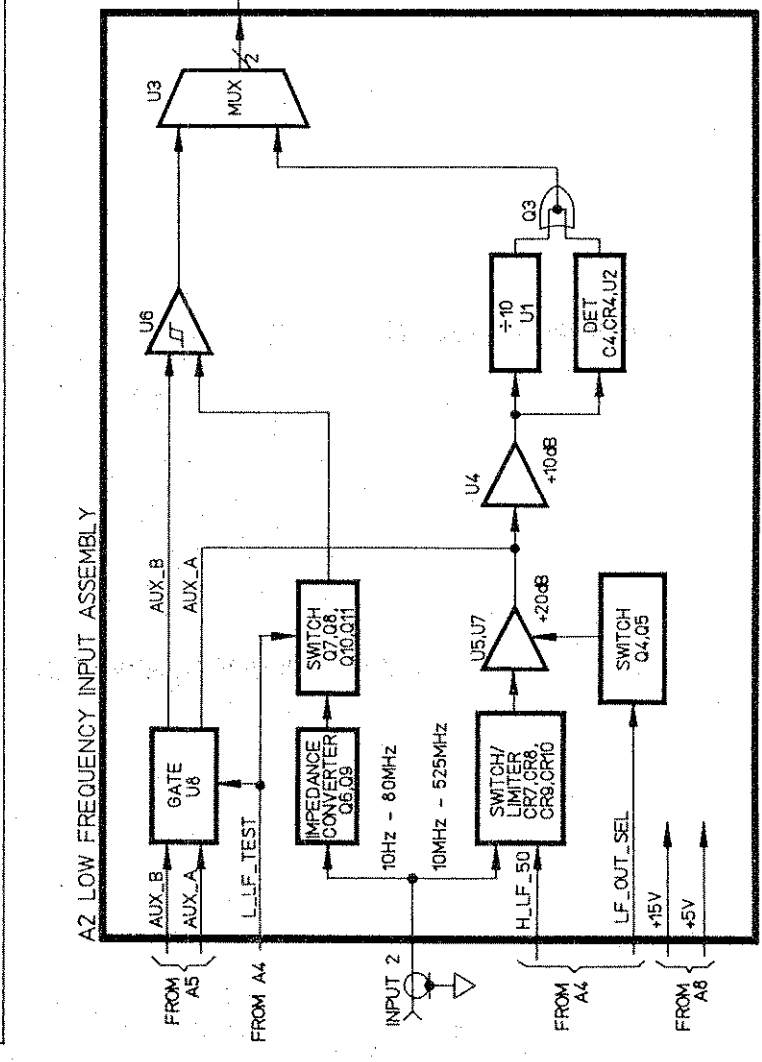 A2 LOW FREQUENCY INPUT ASSEMBLY
FROM
A5
AUX_B
AUX_A
GATE
U8
AUX_B
AUX_A
U6
U3
MUX
2
FROM A4
L_LF_TEST
IMPEDANCE
CONVERTER
Q6,Q9
SWITCH
Q7,Q8,
Q10,Q11
INPUT 2
10Hz - 80MHz
10MHz - 525MHz
SWITCH/
LIMITER
CR7,CR8,
CR9,CR10
U5,U7
+20dB
U4
+10dB
÷10
U1
DET
C4,CR4,U2
Q3
FROM
A4
H_LF_50
LF_OUT_SEL
SWITCH
Q4,Q5
FROM
A8
+15V
+5V